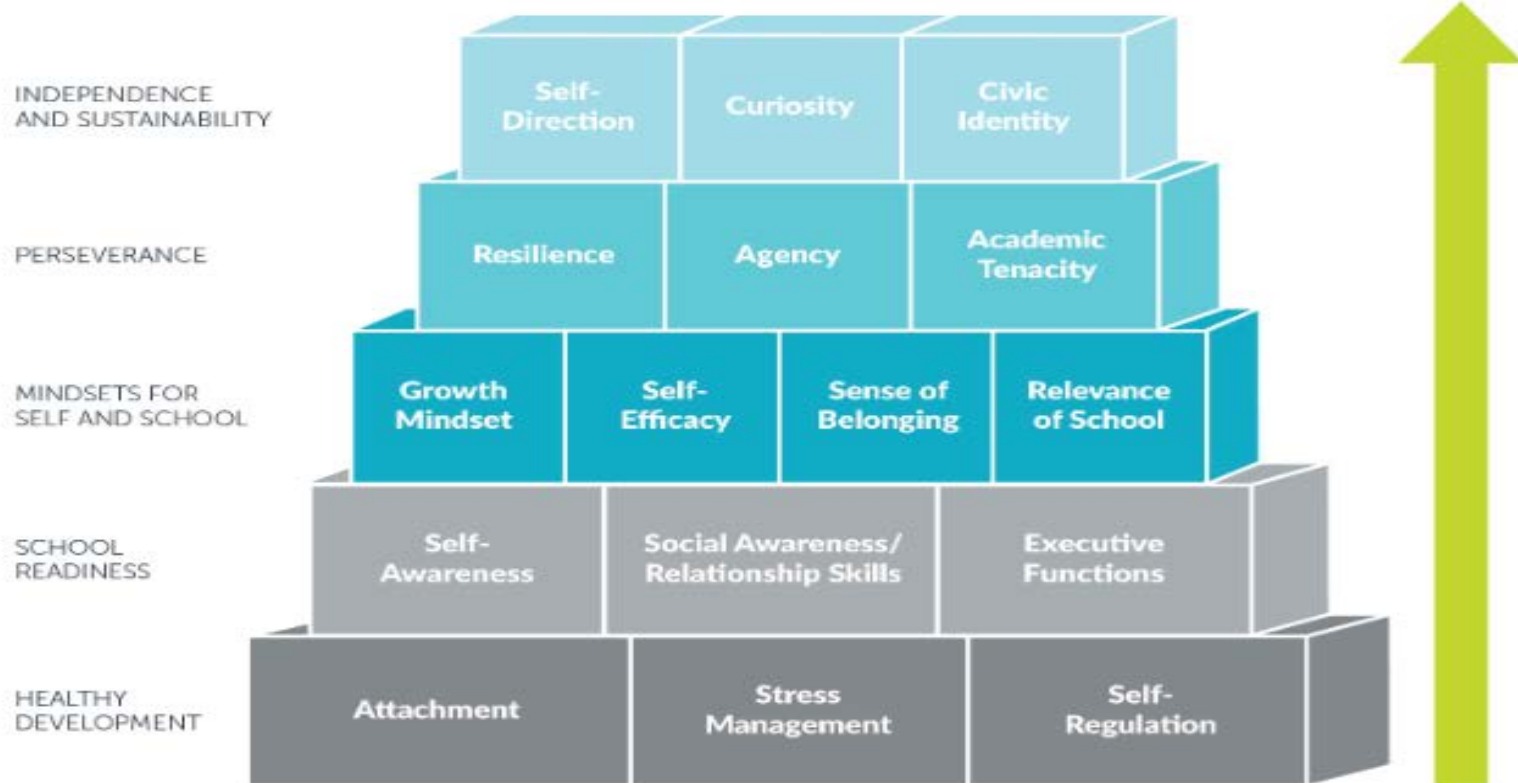 INDEPENDENCE
AND SUSTAINABILITY
Self-
Direction
Curiosity
Civic
Identity
PERSEVERANCE
Resilience
Agency
Academic
Tenacity
MINDSETS FOR
SELF AND SCHOOL
Growth
Mindset
Self-
Efficacy
Sense of
Belonging
Relevance
of School
SCHOOL
READINESS
Self-
Awareness
Social Awareness/
Relationship Skills
Executive
Functions
HEALTHY
DEVELOPMENT
Attachment
Stress
Management
Self-
Regulation